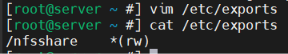 [root@server ~ #] vim /etc/exports
[root@server ~ #] cat /etc/exports
/nfsshare    *(rw)